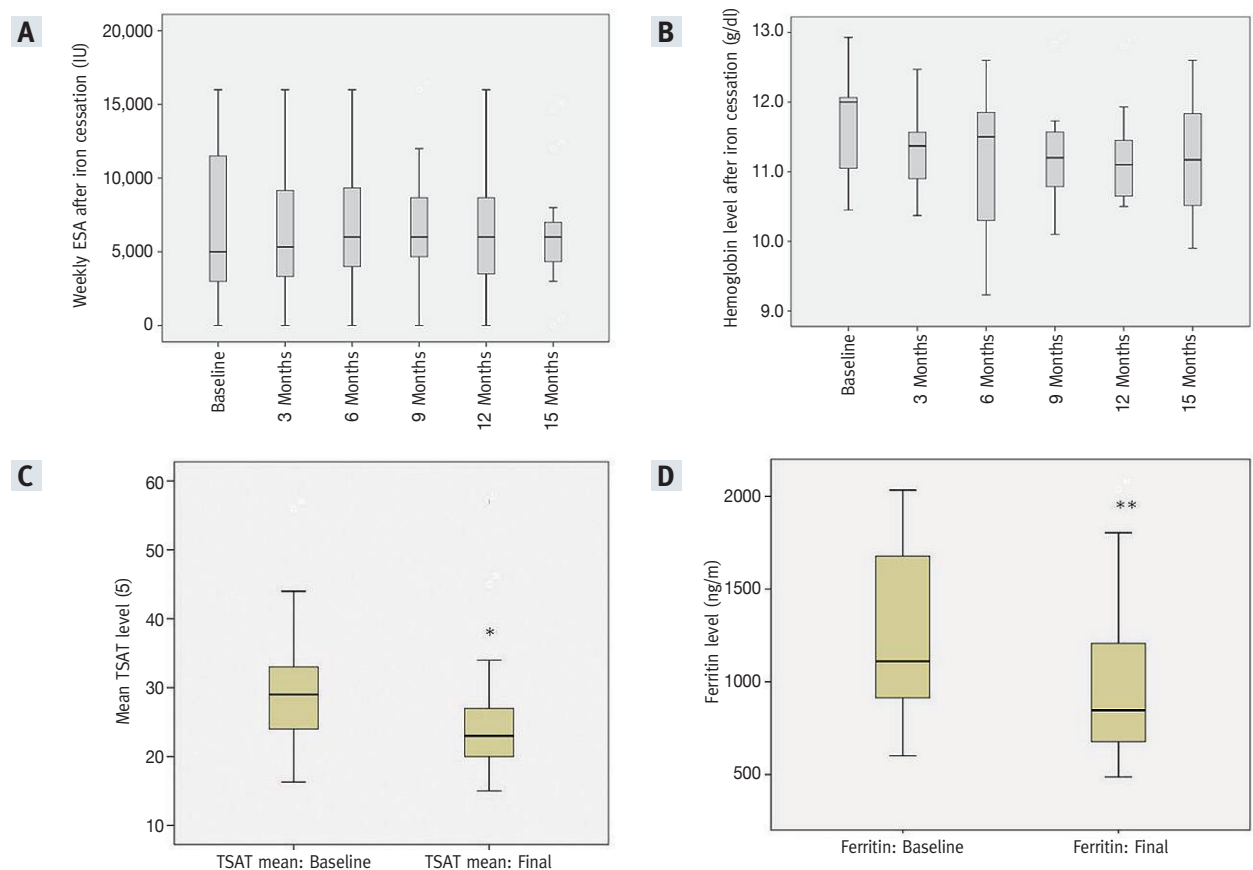 A
Weekly ESA after iron cessation (IU)
20,000
15,000
10,000
5,000
0
Baseline
3 Months
6 Months
9 Months
12 Months
15 Months
B
Hemoglobin level after iron cessation (g/dl)
13.0
12.0
11.0
10.0
9.0
Baseline
3 Months
6 Months
9 Months
12 Months
15 Months
C
Mean TSAT level (5)
60
50
40
30
20
10
*
TSAT mean: Baseline
TSAT mean: Final
D
Ferritin level (ng/m)
2000
1500
1000
500
**
Ferritin: Baseline
Ferritin: Final